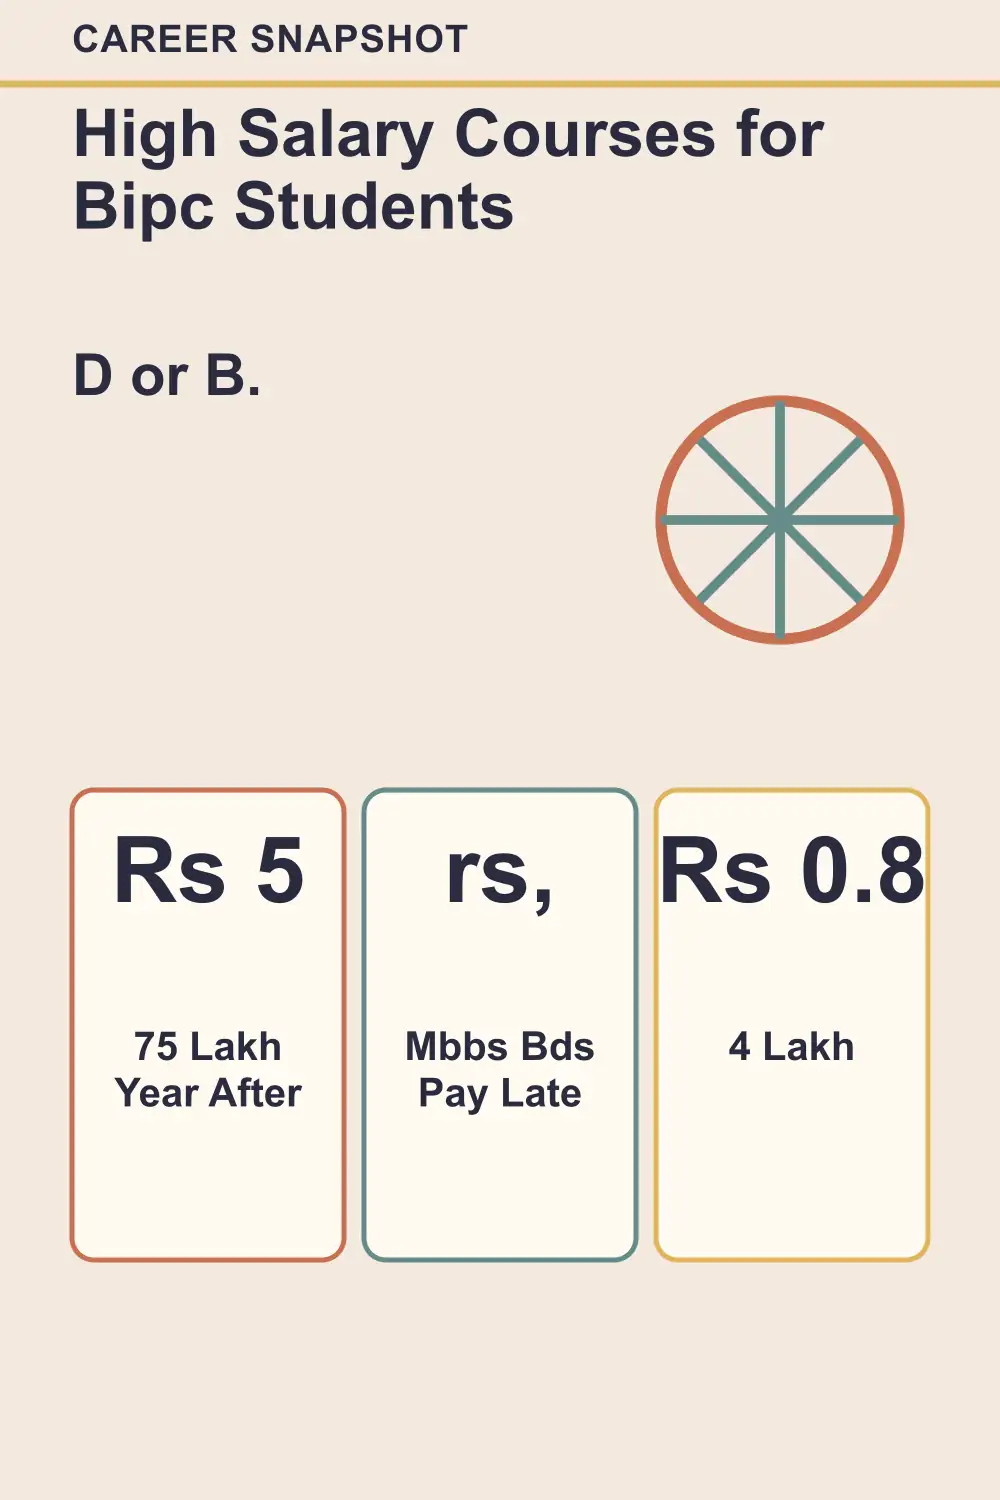 CAREER SNAPSHOT
High Salary Courses for
Bipc Students
D or B.
Rs 5
75 Lakh
Year After
rs,
Mbbs Bds
Pay Late
Rs 0.8
4 Lakh